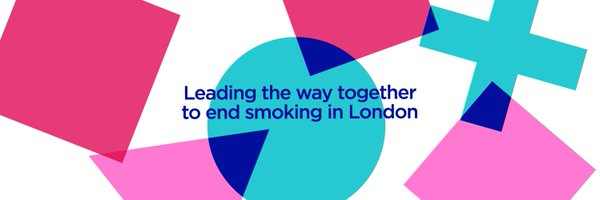 Leading the way together
to end smoking in London